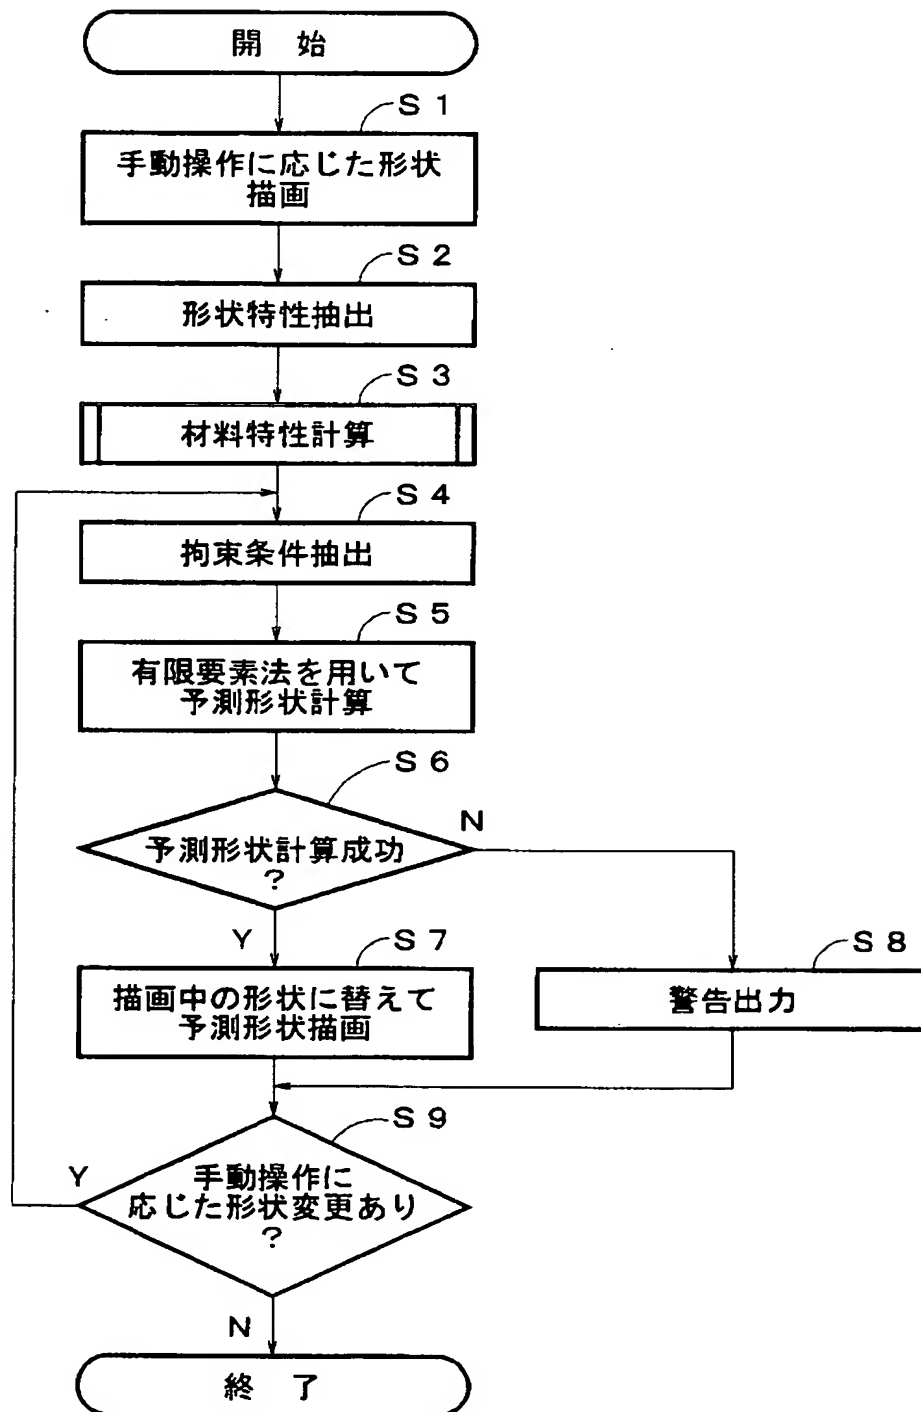 開 始
S 1
手動操作に応じた形状
描画
S 2
形状特性抽出
S 3
材料特性計算
S 4
拘束条件抽出
S 5
有限要素法を用いて
予測形状計算
S 6
予測形状計算成功
?
N
Y
S 7
描画中の形状に替えて
予測形状描画
S 8
警告出力
S 9
手動操作に
応じた形状変更あり
?
Y
N
終 了